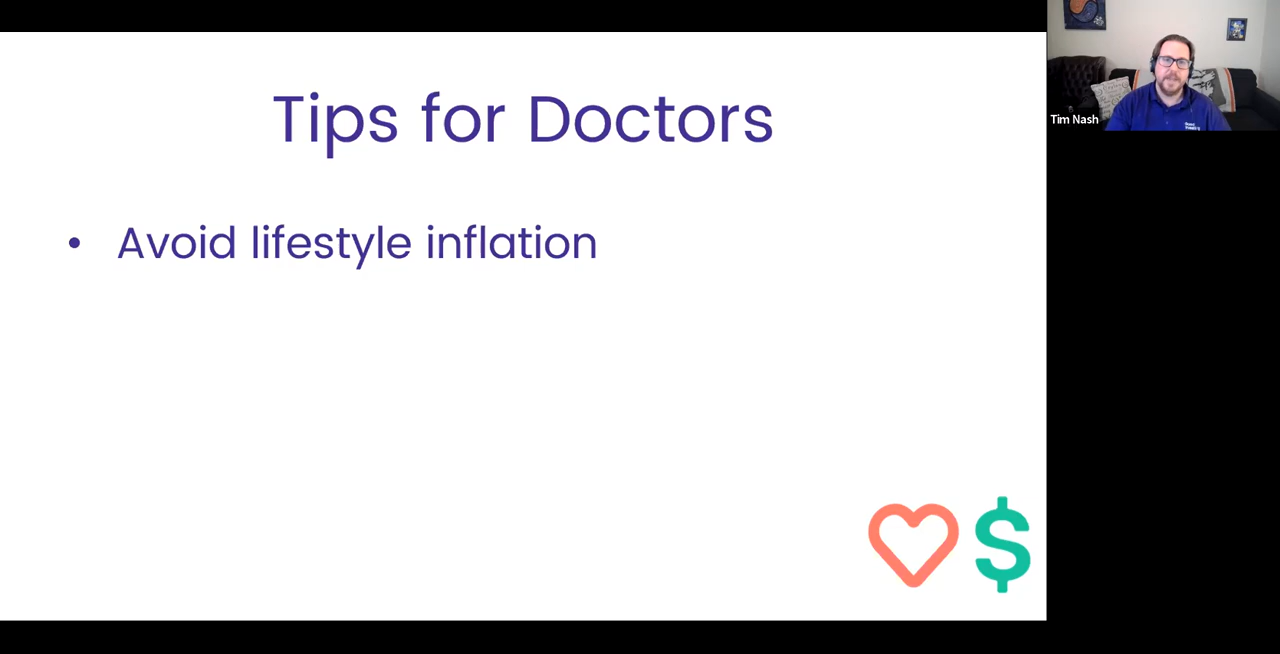 Tips for Doctors
• Avoid lifestyle inflation
$
Tim Nash